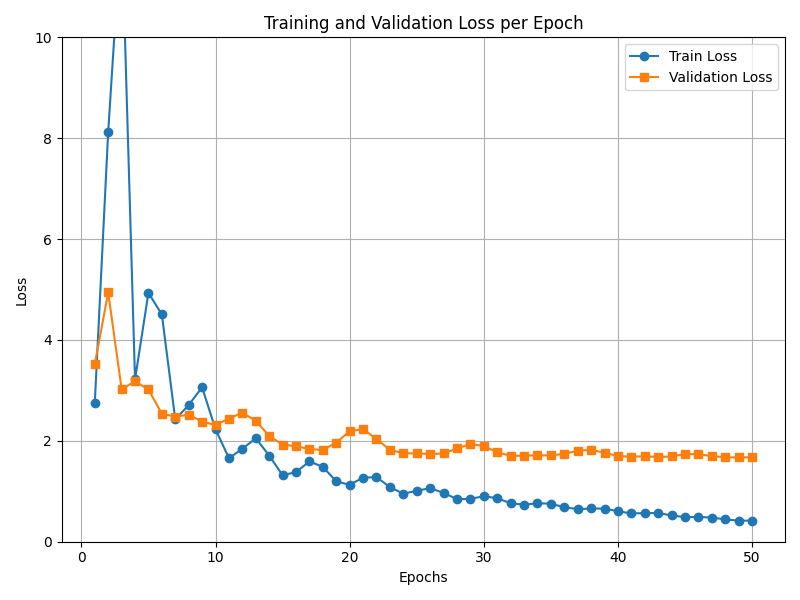 Training and Validation Loss per Epoch
Train Loss
Validation Loss
10
8
6
4
2
0
Loss
0 10 20 30 40 50
Epochs